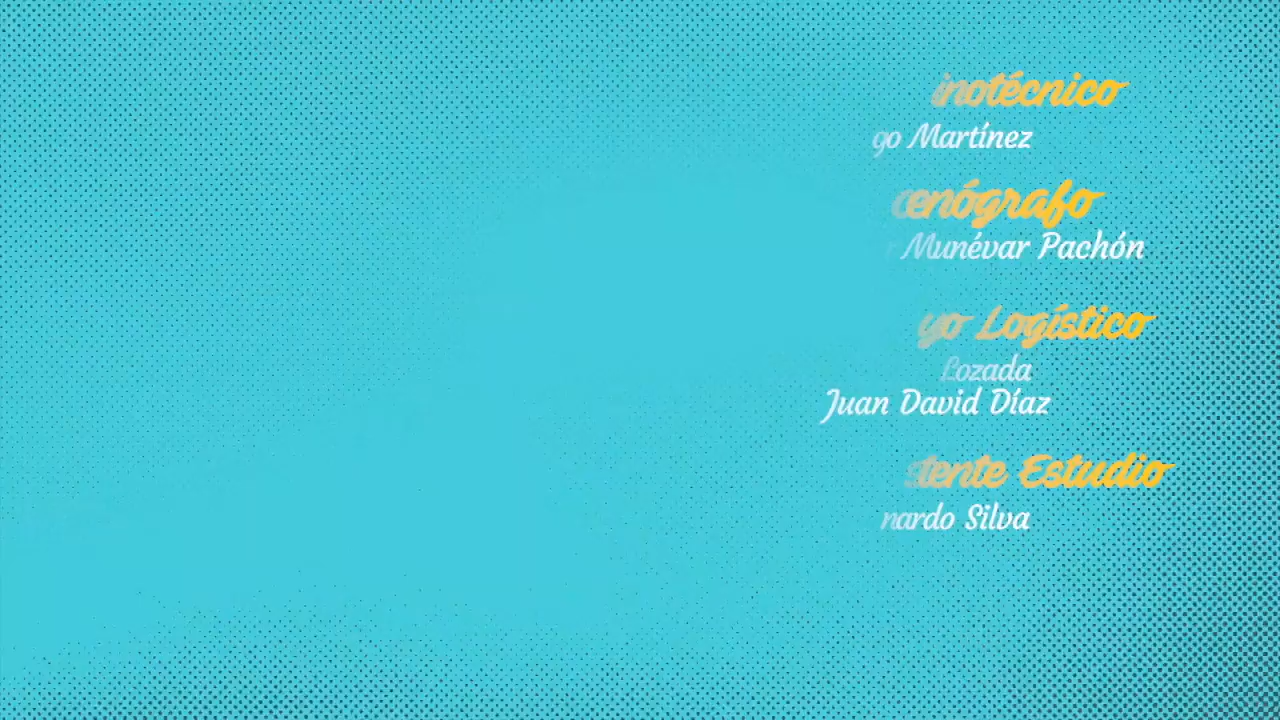 inotécnico
go Martínez
cenógrafo
r Munévar Pachón
yo Logístico
Lozada
Juan David Díaz
stente Estudio
nardo Silva